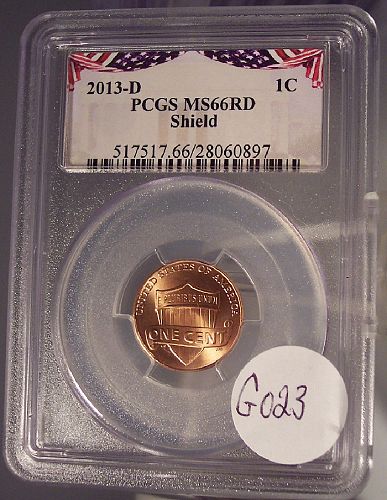 2013-D 1C
PCGS MS66RD
Shield
517517.66/28060897
UNITED STATES OF AMERICA
E PLURIBUS UNUM
ONE CENT
G023